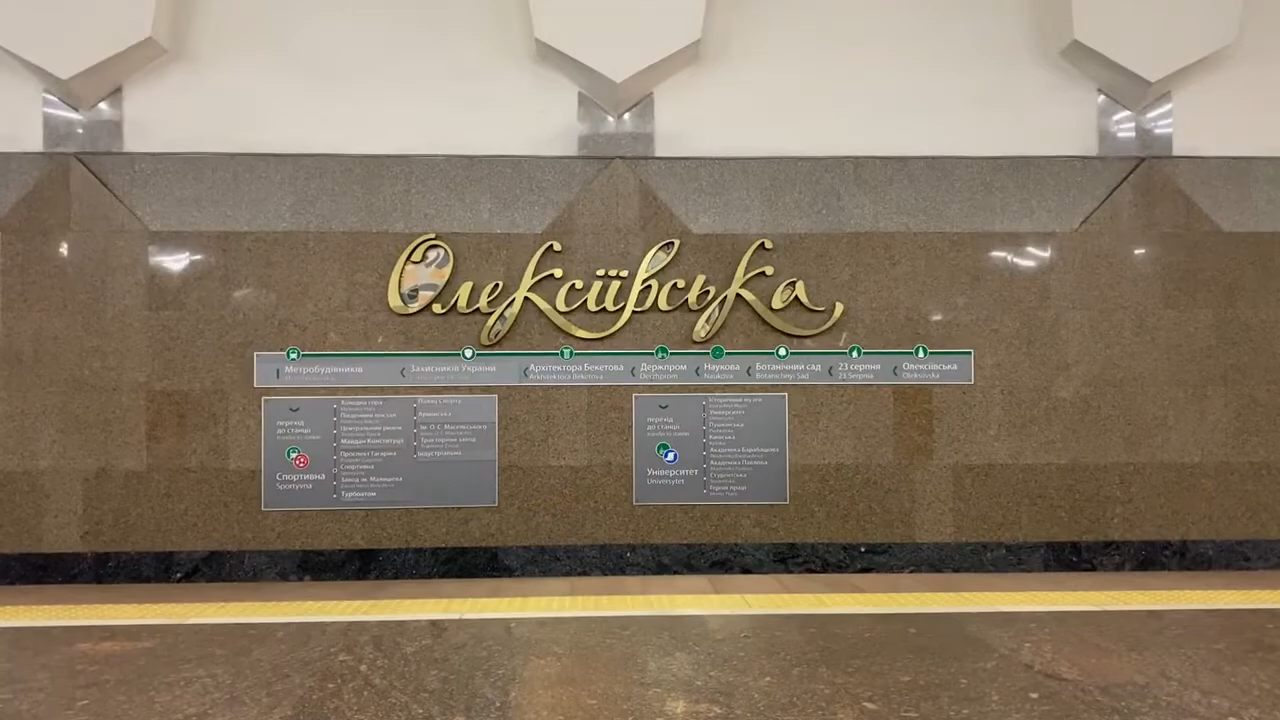 Олексіївська
Метробудівників Захисників України Архітектора Бекетова Держпром Наукова Ботанічний сад 23 серпня Олексіївська
Arkhitektora Beketova Derzhprom Naukova Botanichnyi Sad 23 Serpnia Oleksiivska
перехід
до станції
Спортивна
Sportyvna
Холодна гора
Південний вокзал
Центральний ринок
Майдан Конституції
Проспект Гагаріна
Спортивна
Завод ім. Малишева
Турбоатом
Палац Спорту
Армійська
ім. О. С. Масельського
Тракторний завод
Індустріальна
перехід
до станції
Університет
Universytet
Історичний музей
Університет
Пушкінська
Київська
Академіка Барабашова
Академіка Павлова
Студентська
Героїв праці